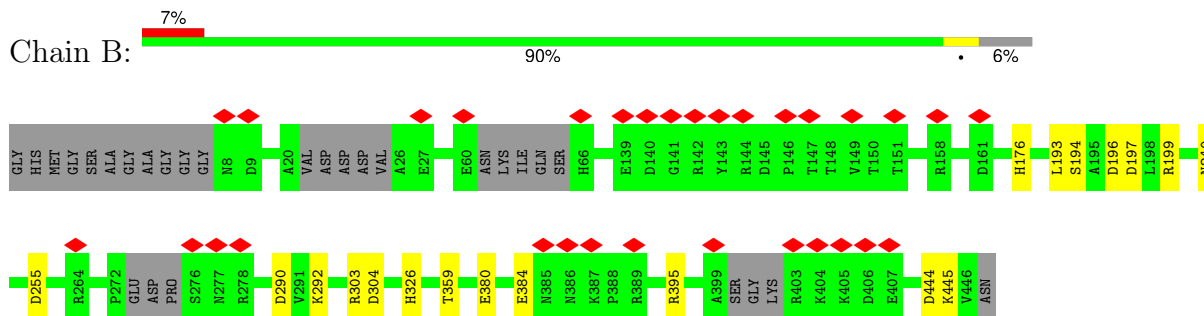 7%
Chain B:
90%
•
6%
GLY HIS MET GLY SER ALA GLY ALA GLY GLY GLY N8 D9 A20 VAL ASP ASP ASP VAL A26 E27 E60 ASN LYS ILE GLN SER H66 E139 D140 G141 R142 Y143 R144 D145 P146 T147 T148 V149 T150 T151 R158 D161 H176 L193 S194 A195 D196 D197 L198 R199
D255 R264 P272 GLU ASP PRO S276 N277 R278 D290 V291 K292 R303 D304 H326 T359 E380 E384 N385 N386 K387 P388 R389 R395 A399 SER GLY LYS R403 K404 K405 D406 E407 D444 K445 V446 ASN